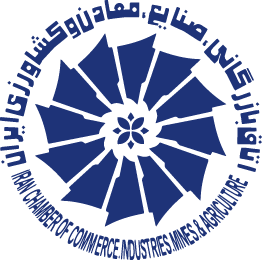 اتاق بازرگانی، صنایع، معادن و کشاورزی ایران
IRAN CHAMBER OF COMMERCE, INDUSTRIES, MINES & AGRICULTURE